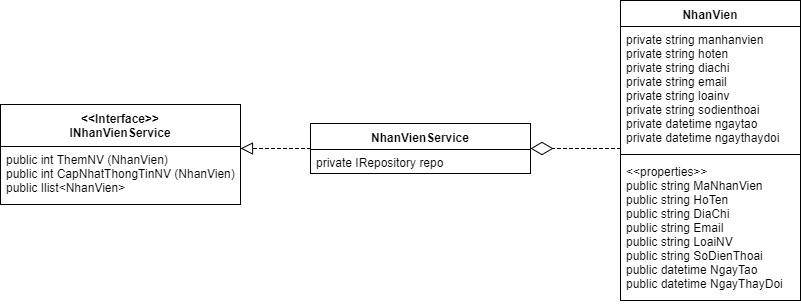 <<Interface>>
INhanVienService
public int ThemNV (NhanVien)
public int CapNhatThongTinNV (NhanVien)
public Ilist<NhanVien>
NhanVienService
private IRepository repo
NhanVien
private string manhanvien
private string hoten
private string diachi
private string email
private string loainv
private string sodienthoai
private datetime ngaytao
private datetime ngaythaydoi
<<properties>>
public string MaNhanVien
public string HoTen
public string DiaChi
public string Email
public string LoaiNV
public string SoDienThoai
public datetime NgayTao
public datetime NgayThayDoi